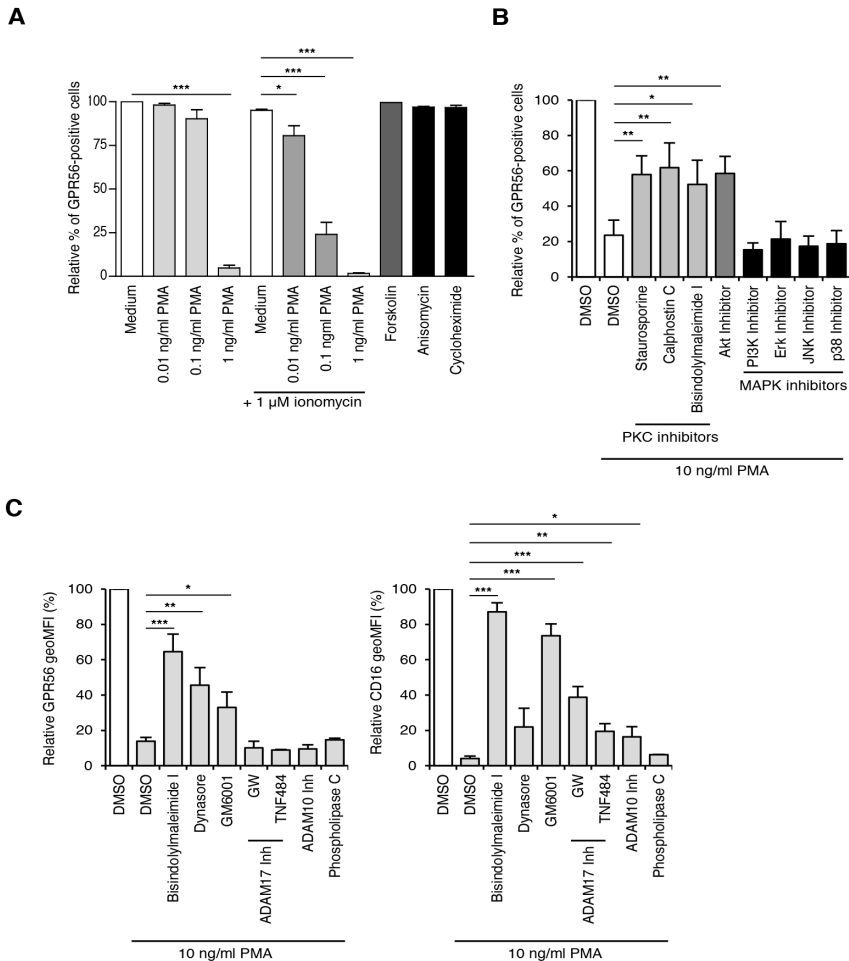 A
Relative % of GPR56-positive cells
100
75
50
25
0
***
***
***
*
Medium
0.01 ng/ml PMA
0.1 ng/ml PMA
1 ng/ml PMA
Medium
0.01 ng/ml PMA
0.1 ngml PMA
1 ng/ml PMA
Forskolin
Anisomycin
Cycloheximide
+ 1 µM ionomycin
B
Relative % of GPR56-positive cells
100
80
60
40
20
0
**
*
**
**
DMSO
DMSO
Staurosporine
Calphostin C
Bisindolylmaleimide I
Akt Inhibitor
PI3K Inhibitor
Erk Inhibitor
JNK Inhibitor
p38 Inhibitor
MAPK inhibitors
PKC inhibitors
10 ng/ml PMA
C
Relative GPR56 geoMFI (%)
100
80
60
40
20
0
*
**
***
DMSO
DMSO
Bisindolylmaleimide I
Dynasore
GM6001
GW
TNF484
ADAM10 Inh
Phospholipase C
ADAM17 Inh
10 ng/ml PMA
Relative CD16 geoMFI (%)
100
80
60
40
20
0
*
**
***
***
***
DMSO
DMSO
Bisindolylmaleimide I
Dynasore
GM6001
GW
TNF484
ADAM10 Inh
Phospholipase C
ADAM17 Inh
10 ng/ml PMA